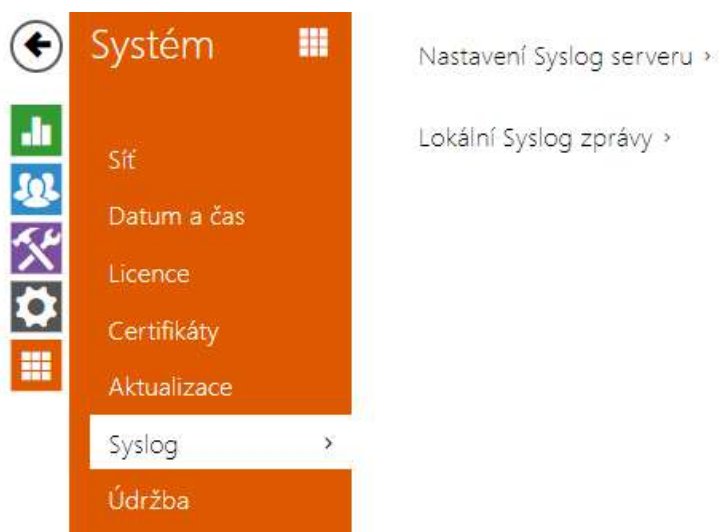 Systém
Síť
Datum a čas
Licence
Certifikáty
Aktualizace
Syslog ›
Údržba
Nastavení Syslog serveru ›
Lokální Syslog zprávy ›